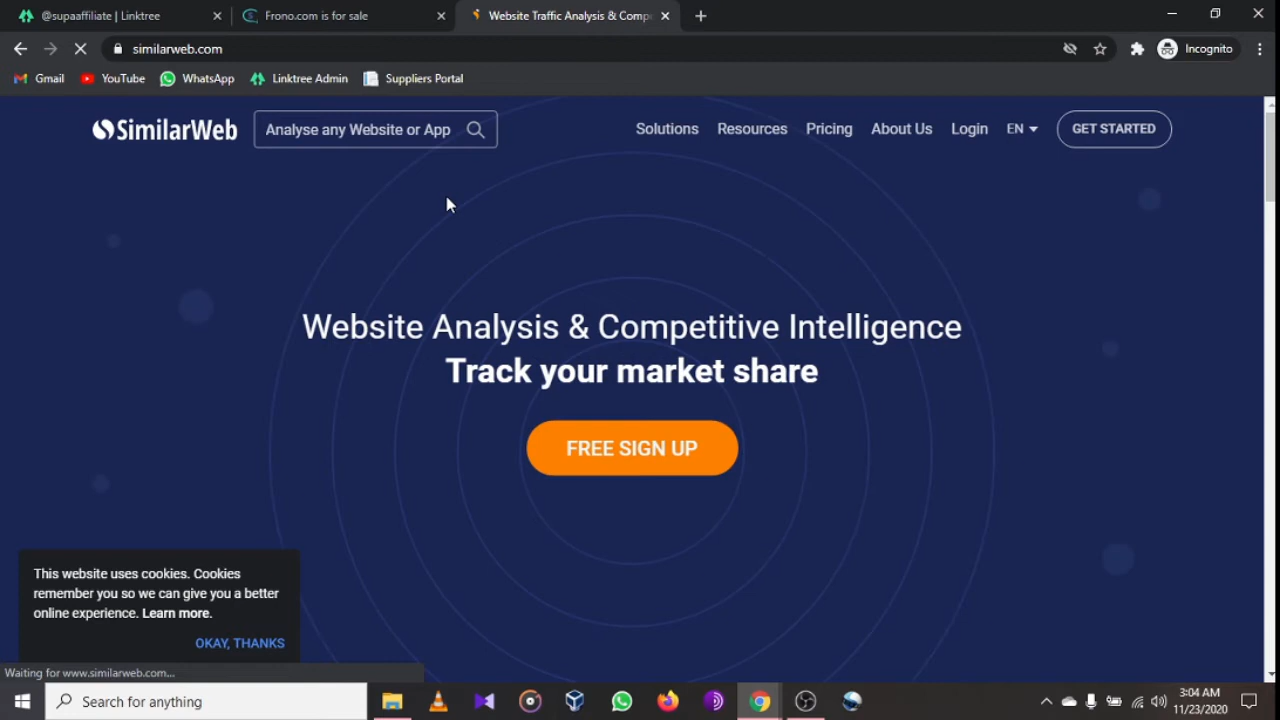 @supaaffiliate | Linktree
Frono.com is for sale
Website Traffic Analysis & Comp
similarweb.com
Incognito
Gmail
YouTube
WhatsApp
Linktree Admin
Suppliers Portal
SimilarWeb
Analyse any Website or App
Solutions
Resources
Pricing
About Us
Login
EN
GET STARTED
Website Analysis & Competitive Intelligence
Track your market share
FREE SIGN UP
This website uses cookies. Cookies
remember you so we can give you a better
online experience. Learn more.
OKAY, THANKS
Waiting for www.similarweb.com...
Search for anything
3:04 AM
11/23/2020